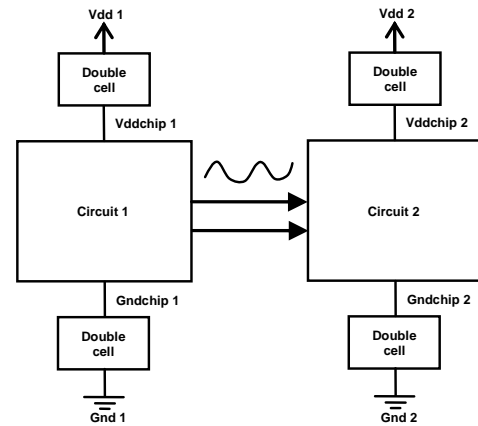 Vdd 1
Vdd 2
Double
cell
Double
cell
Vddchip 1
Vddchip 2
Circuit 1
Circuit 2
Gndchip 1
Gndchip 2
Double
cell
Double
cell
Gnd 1
Gnd 2